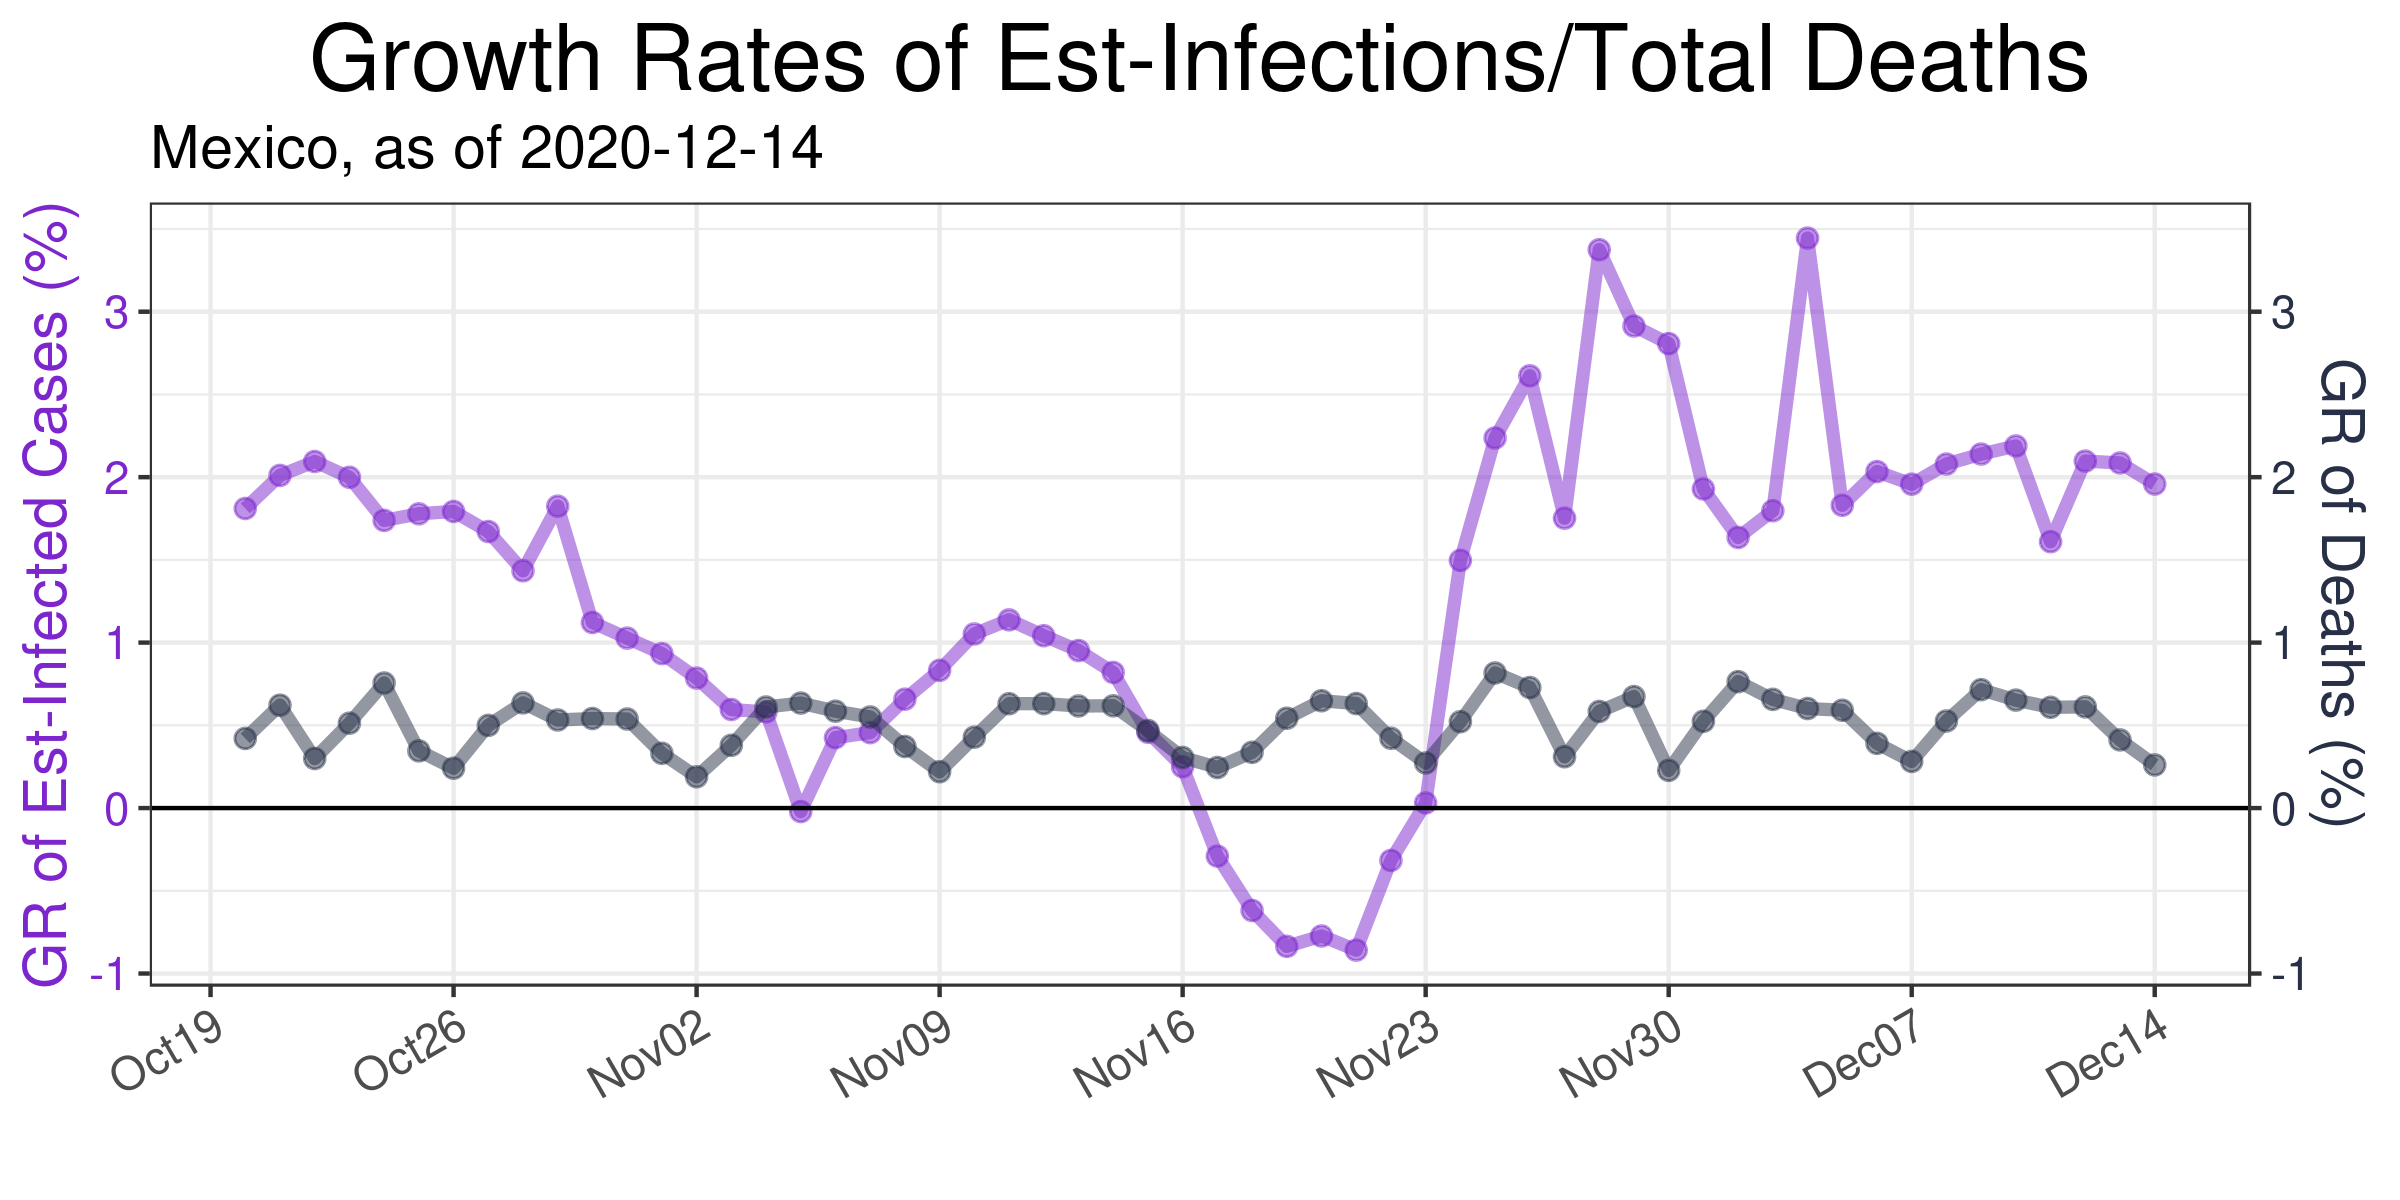 Growth Rates of Est-Infections/Total Deaths
Mexico, as of 2020-12-14
GR of Est-Infected Cases (%)
3
2
1
0
-1
3
2
1
0
-1
GR of Deaths (%)
Oct19
Oct26
Nov02
Nov09
Nov16
Nov23
Nov30
Dec07
Dec14